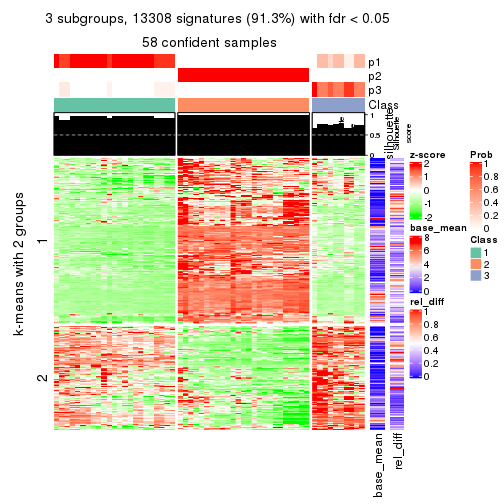 3 subgroups, 13308 signatures (91.3%) with fdr < 0.05
58 confident samples
p1
p2
p3
Class
1
0.5
0
silhouette
Silhouette
score
k-means with 2 groups
1
2
base_mean
rel_diff
z-score
2
1
0
-1
-2
base_mean
8
6
4
2
0
rel_diff
1
0.8
0.6
0.4
0.2
0
Prob
1
0.8
0.6
0.4
0.2
0
Class
1
2
3